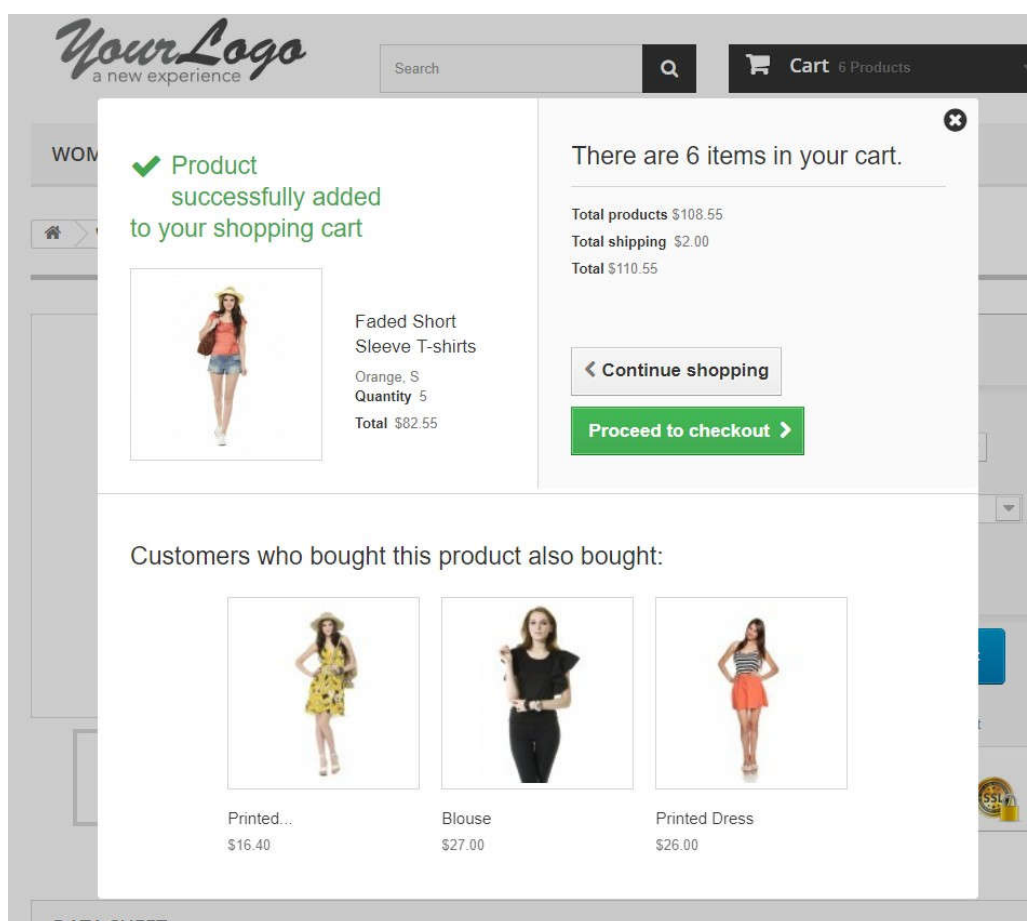 YourLogo
a new experience
Search
Cart 6 Products
WOM
Product
successfully added
to your shopping cart
Faded Short
Sleeve T-shirts
Orange, S
Quantity 5
Total $82.55
There are 6 items in your cart.
Total products $108.55
Total shipping $2.00
Total $110.55
Continue shopping
Proceed to checkout
Customers who bought this product also bought:
Printed...
$16.40
Blouse
$27.00
Printed Dress
$26.00
SSL